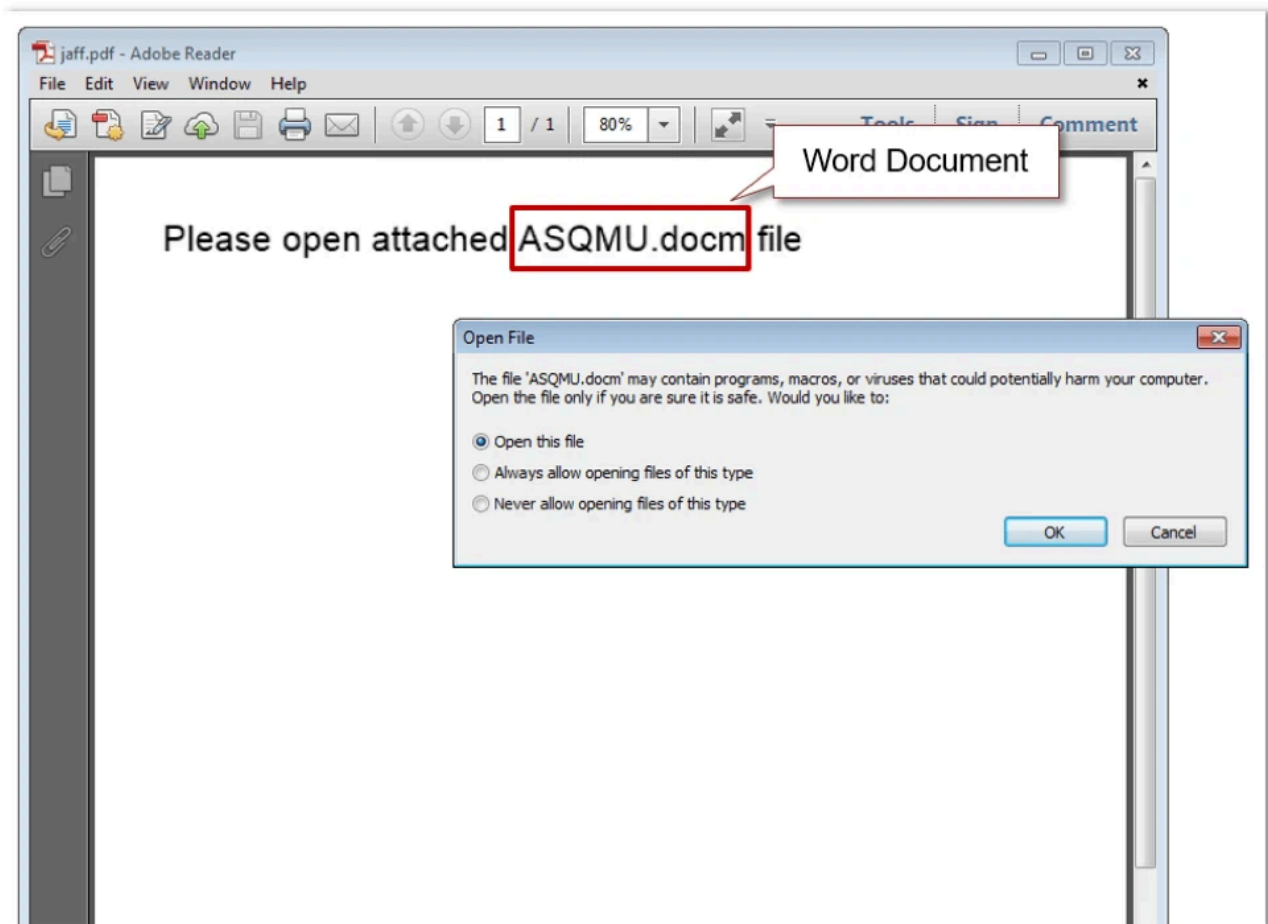 jaff.pdf - Adobe Reader
File Edit View Window Help
1 / 1 80% Tools Sign Comment
Word Document
Please open attached ASQMU.docm file
Open File
The file 'ASQMU.docm' may contain programs, macros, or viruses that could potentially harm your computer.
Open the file only if you are sure it is safe. Would you like to:
Open this file
Always allow opening files of this type
Never allow opening files of this type
OK Cancel